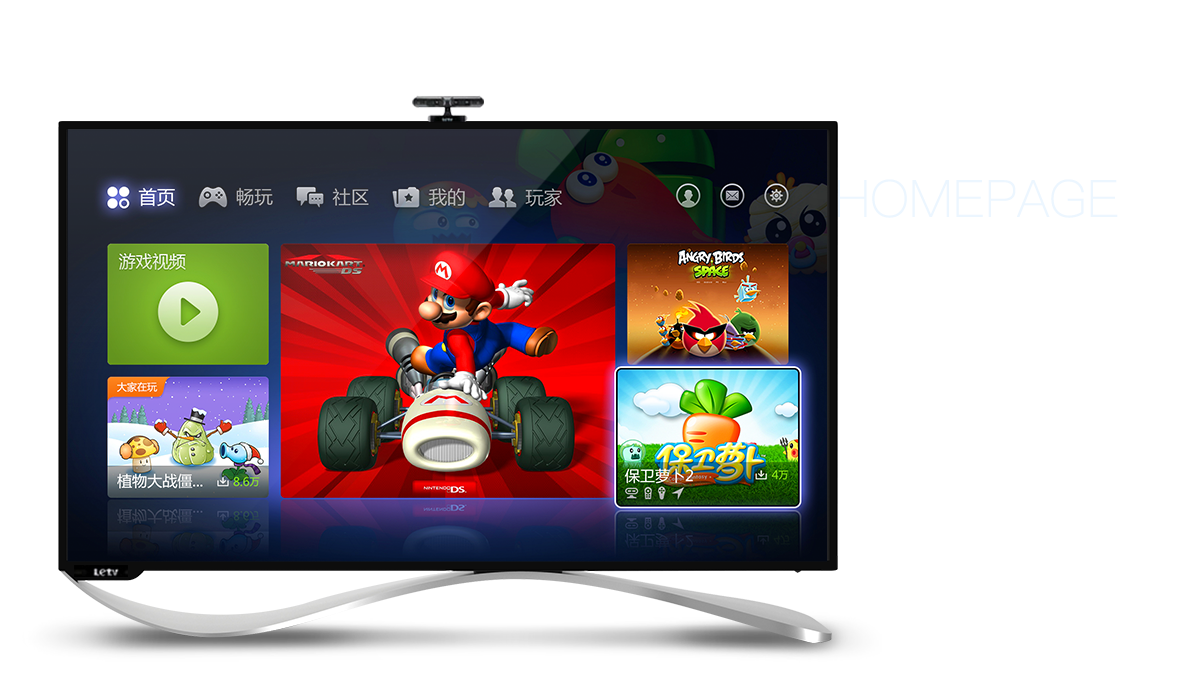 首页 畅玩 社区 我的 玩家
HOMEPAGE
游戏视频
MARIOKART DS
ANGRY BIRDS
SPACE
大家在玩
植物大战僵... 8.6万
NINTENDO DS
保卫萝卜
保卫萝卜2 4万
Letv